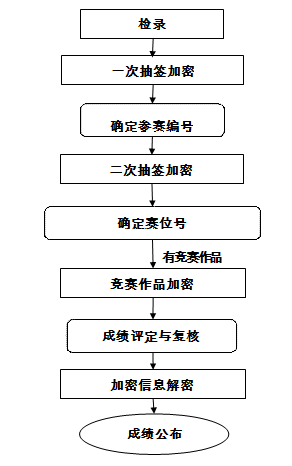 检录
一次抽签加密
确定参赛编号
二次抽签加密
确定赛位号
有竞赛作品
竞赛作品加密
成绩评定与复核
加密信息解密
成绩公布